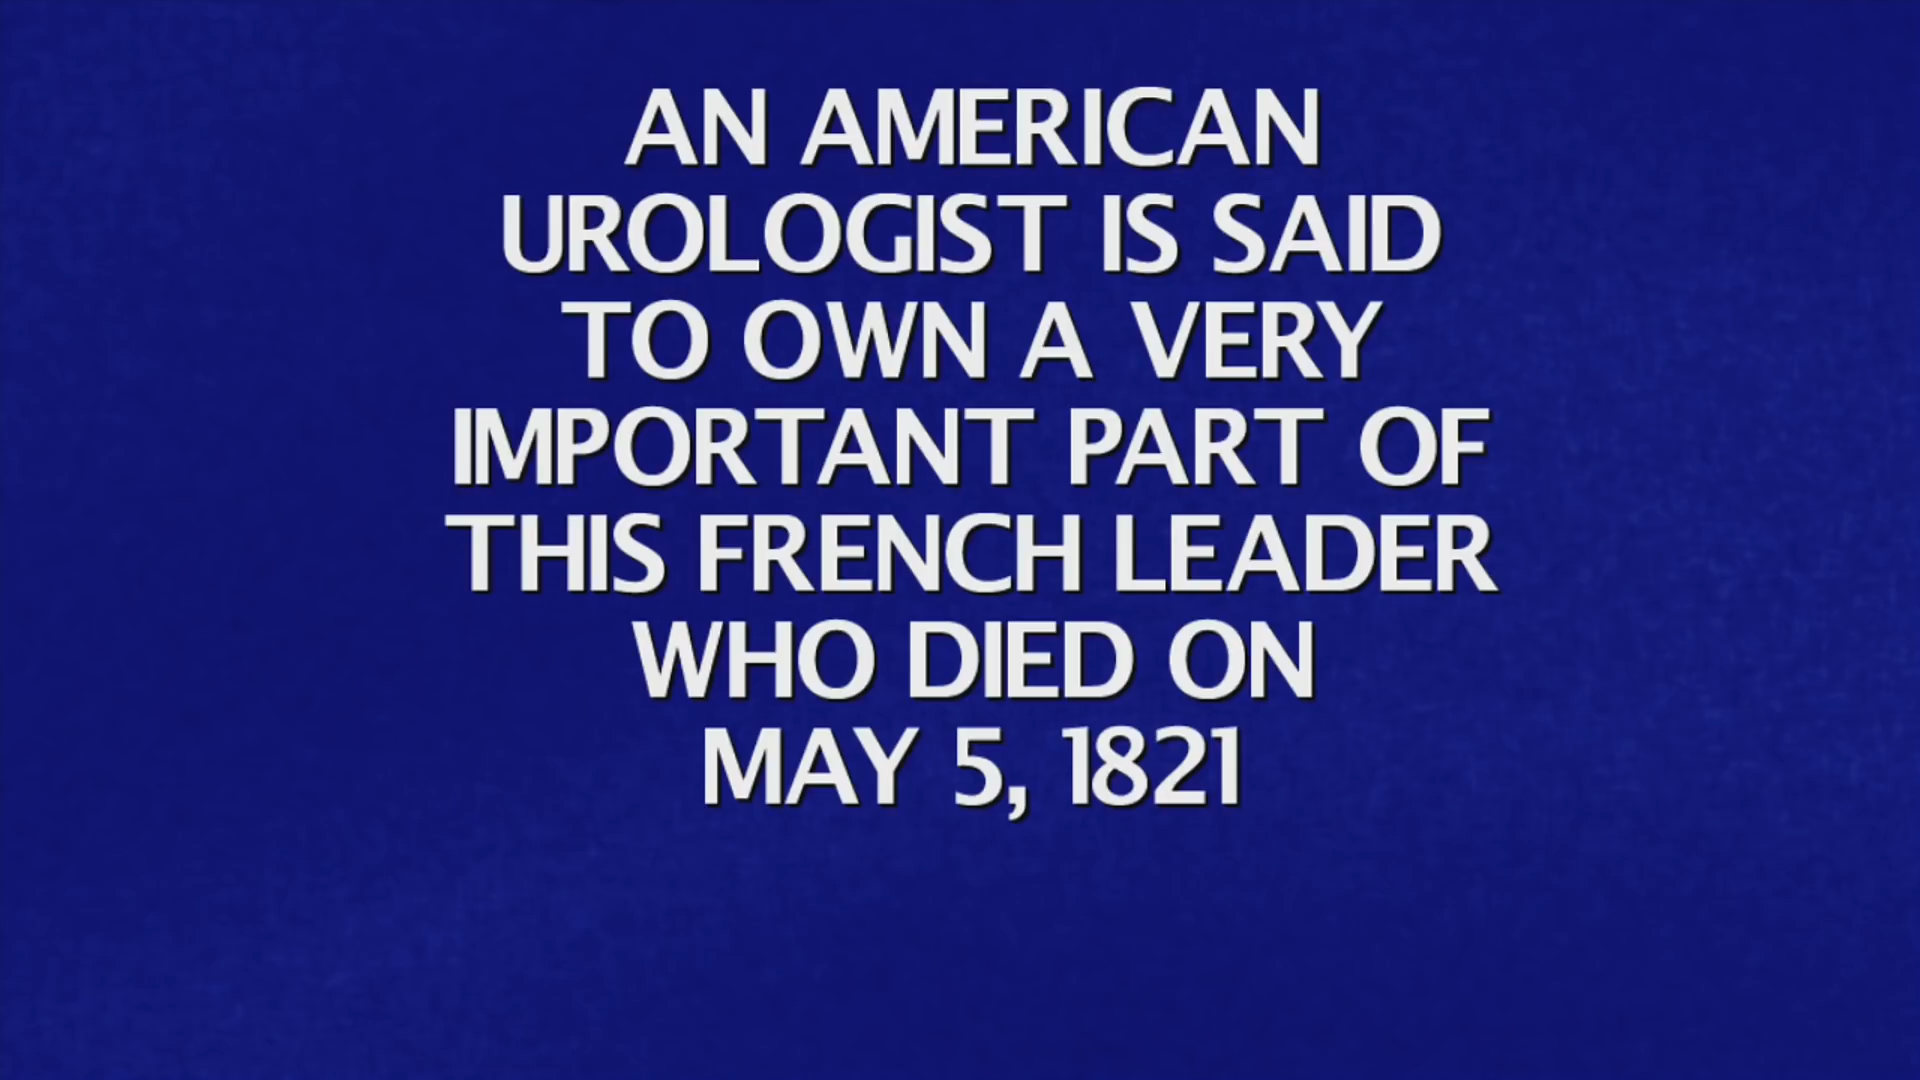 AN AMERICAN
UROLOGIST IS SAID
TO OWN A VERY
IMPORTANT PART OF
THIS FRENCH LEADER
WHO DIED ON
MAY 5, 1821